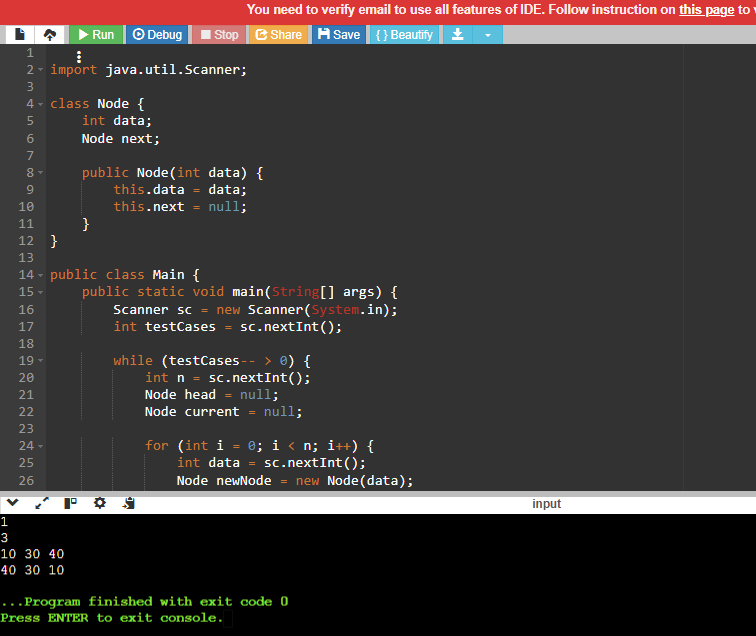 You need to verify email to use all features of IDE. Follow instruction on this page to
Run Debug Stop Share Save { } Beautify
1
2 import java.util.Scanner;
3
4 class Node {
5 int data;
6 Node next;
7
8 public Node(int data) {
9 this.data = data;
10 this.next = null;
11 }
12 }
13
14 public class Main {
15 public static void main(String[] args) {
16 Scanner sc = new Scanner(System.in);
17 int testCases = sc.nextInt();
18
19 while (testCases-- > 0) {
20 int n = sc.nextInt();
21 Node head = null;
22 Node current = null;
23
24 for (int i = 0; i < n; i++) {
25 int data = sc.nextInt();
26 Node newNode = new Node(data);
input
1
3
10 30 40
40 30 10
...Program finished with exit code 0
Press ENTER to exit console.